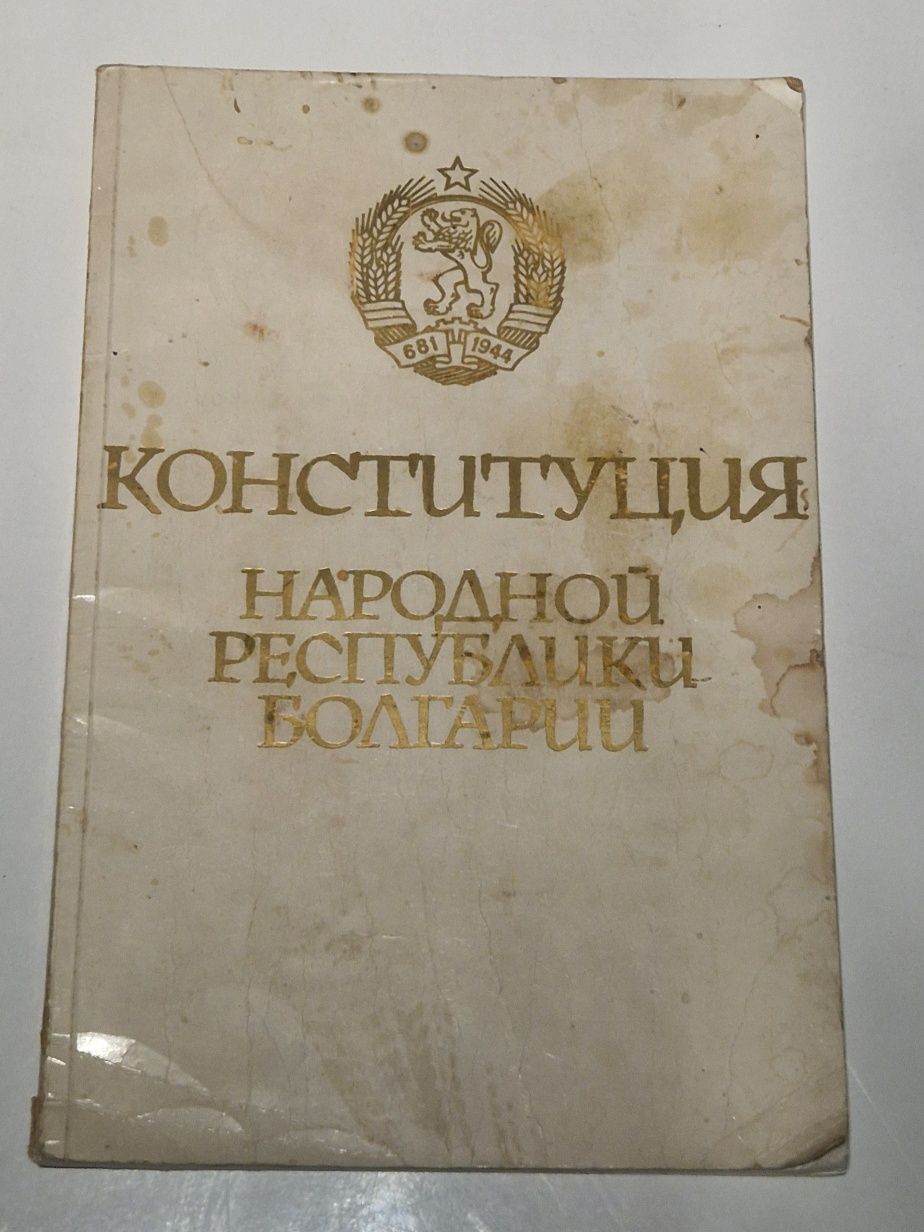 681 1944
КОНСТИТУЦИЯ
НАРОДНОЙ
РЕСПУБЛИКИ
БОЛГАРИИ